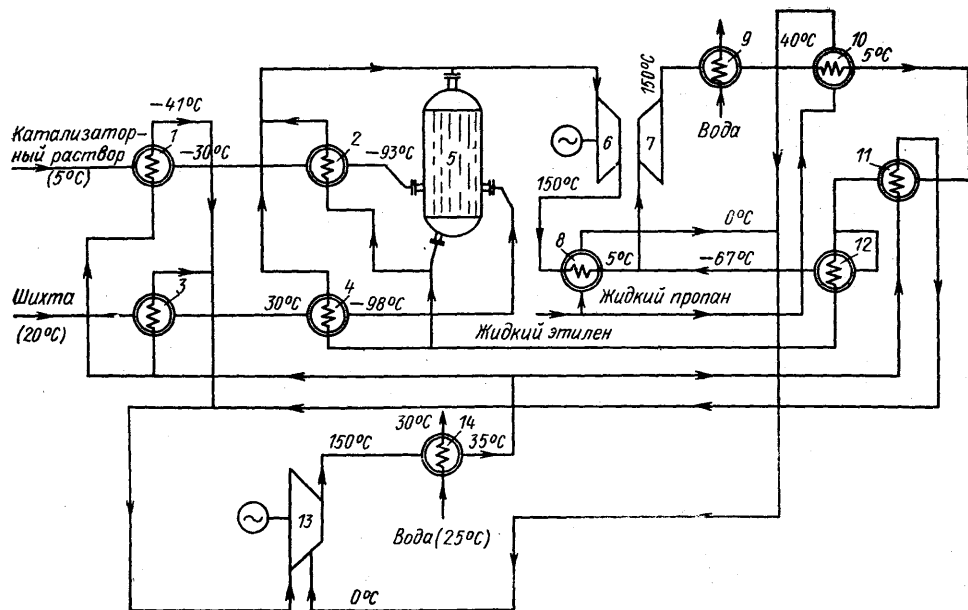 Катализатор-
ный раствор
(5°C)
−41°C
1
−30°C
2
−93°C
5
6
7
150°C
9
Вода
40°C
10
5°C
11
150°C
0°C
8
5°C
−67°C
12
Шихта
(20°C)
3
30°C
4
−98°C
Жидкий пропан
Жидкий этилен
30°C
14
150°C
35°C
13
Вода (25°C)
0°C